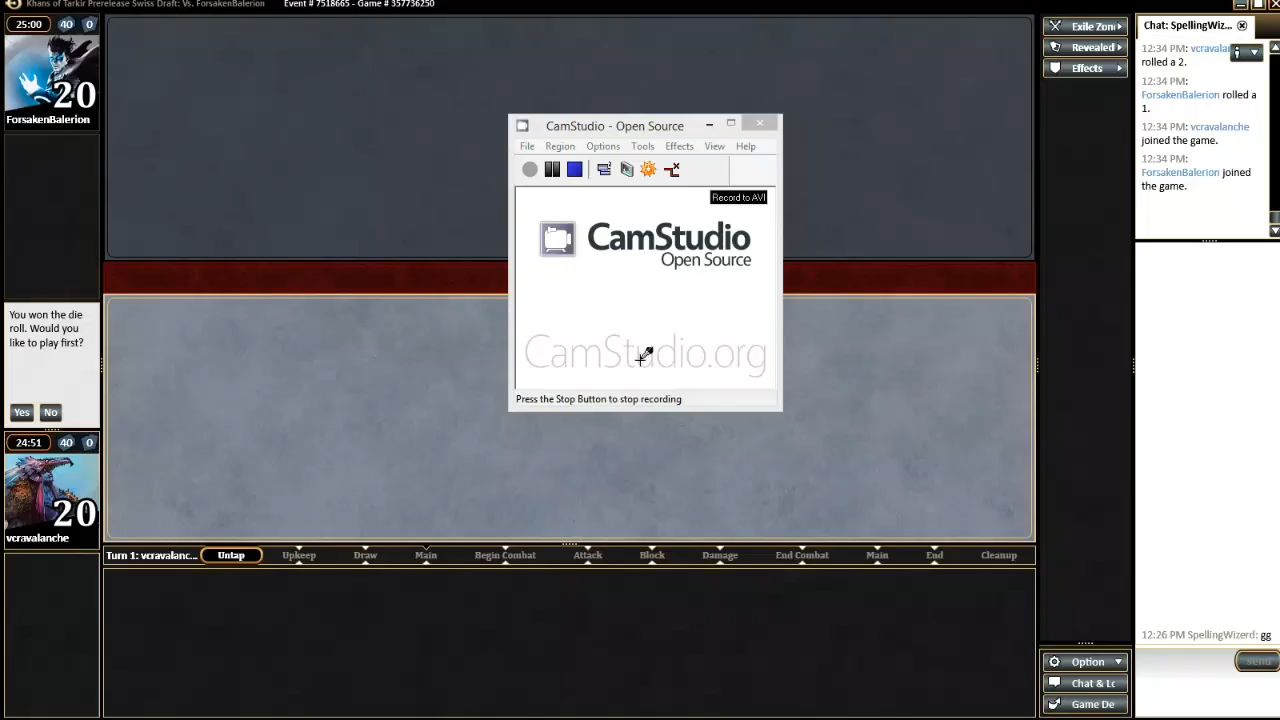 Khans of Tarkir Prerelease Swiss Draft: Vs. ForsakenBalerion
Event # 7518665 - Game # 357736250
25:00
40
0
20
ForsakenBalerion
You won the die
roll. Would you
like to play first?
Yes
No
24:51
40
0
20
vcravalanche
CamStudio - Open Source
File
Region
Options
Tools
Effects
View
Help
Record to AVI
CamStudio
Open Source
CamStudio.org
Press the Stop Button to stop recording
Turn 1: vcravalanc...
Untap
Upkeep
Draw
Main
Begin Combat
Attack
Block
Damage
End Combat
Main
End
Cleanup
Exile Zon
Revealed
Effects
Option
Chat & Lo
Game De
Chat: SpellingWiz...
12:34 PM: vcravalan
rolled a 2.
12:34 PM:
ForsakenBalerion rolled a
1.
12:34 PM: vcravalanche
joined the game.
12:34 PM:
ForsakenBalerion joined
the game.
12:26 PM SpellingWizerd: gg
send